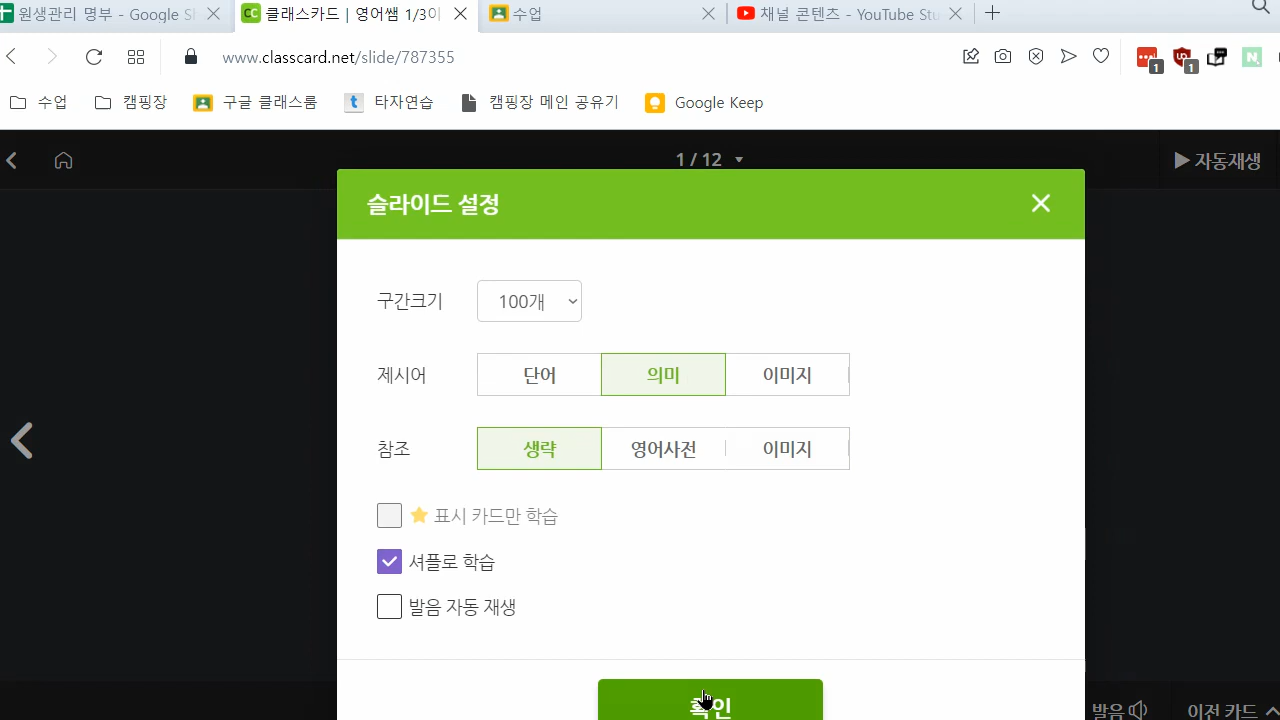 원생관리 명부 - Google S
클래스카드 | 영어쌤 1/3이
수업
채널 콘텐츠 - YouTube Stu
www.classcard.net/slide/787355
1
1
수업
캠핑장
구글 클래스룸
타자연습
캠핑장 메인 공유기
Google Keep
1 / 12
자동재생
슬라이드 설정
구간크기
100개
제시어
단어
의미
이미지
참조
생략
영어사전
이미지
표시 카드만 학습
셔플로 학습
발음 자동 재생
확인
발음
이전 카드